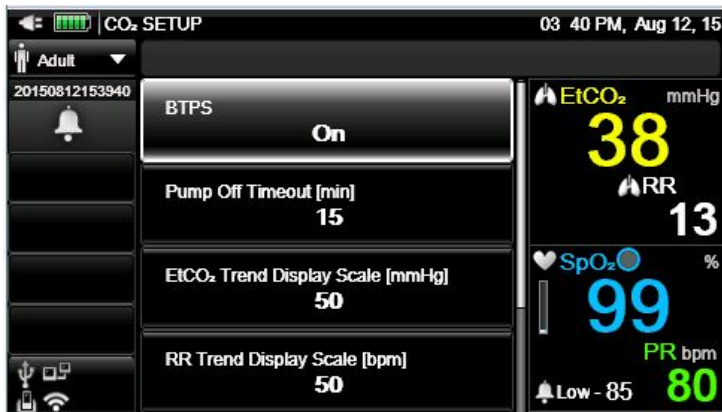 CO₂ SETUP
03 40 PM, Aug 12, 15
Adult
20150812153940
BTPS
On
Pump Off Timeout [min]
15
EtCO₂ Trend Display Scale [mmHg]
50
RR Trend Display Scale [bpm]
50
EtCO₂ mmHg
38
RR
13
SpO₂ %
99
PR bpm
Low - 85 80